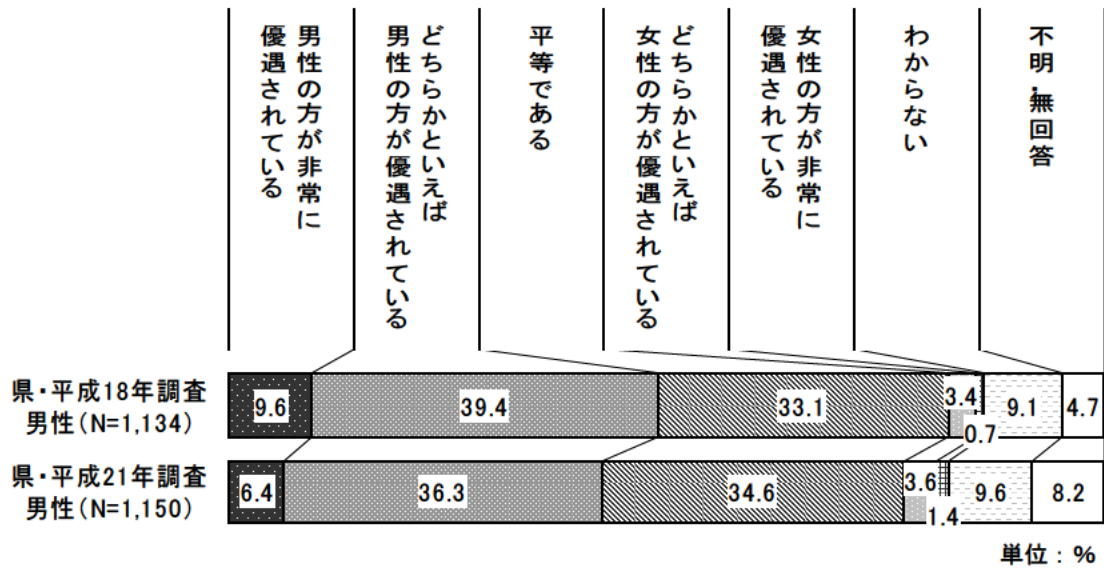 男性の方が非常に
優遇されている
どちらかといえば
男性の方が優遇されている
平等である
どちらかといえば
女性の方が優遇されている
女性の方が非常に
優遇されている
わからない
不明・無回答
県・平成18年調査
男性(N=1,134)
9.6
39.4
33.1
3.4
0.7
9.1
4.7
県・平成21年調査
男性(N=1,150)
6.4
36.3
34.6
3.6
1.4
9.6
8.2
単位：%